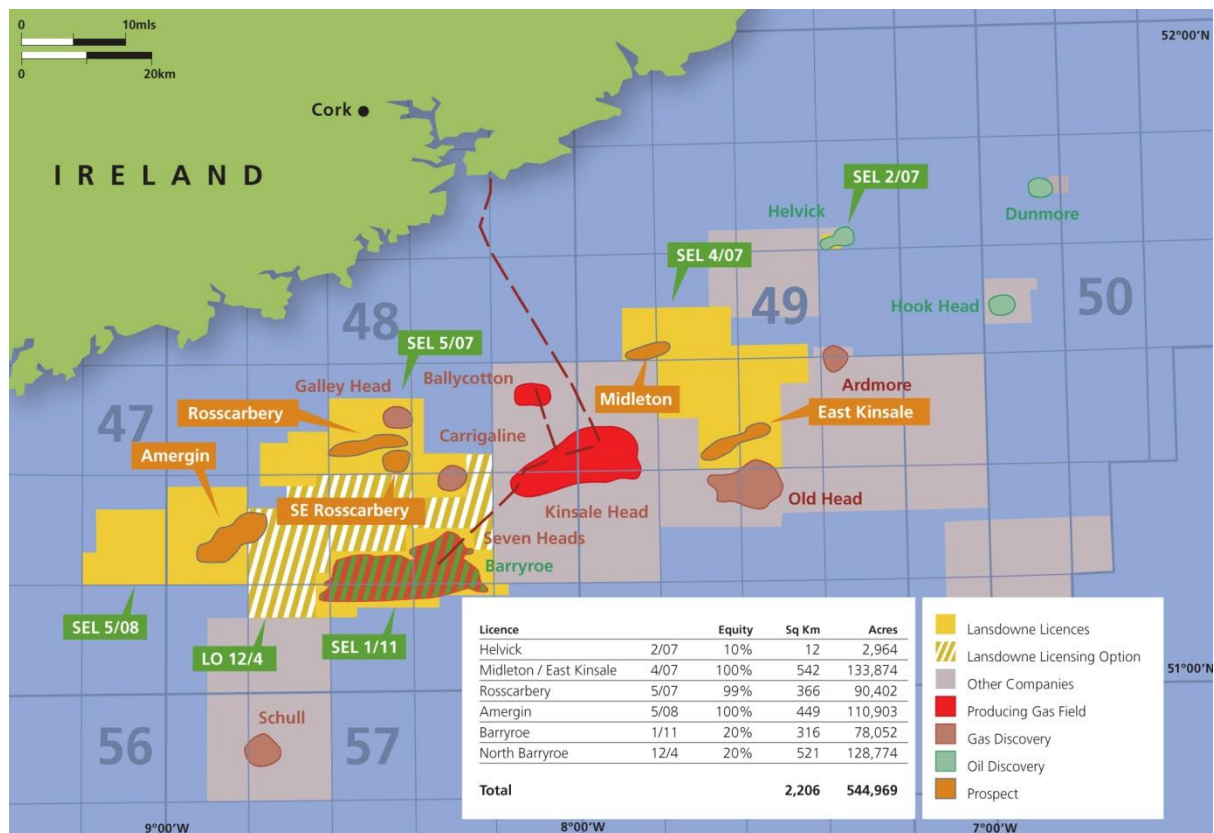 0 10mls
0 20km
52°00'N
Cork
IRELAND
SEL 2/07
Helvick
Dunmore
SEL 4/07
49
50
Hook Head
48
SEL 5/07
Galley Head
Ballycotton
Ardmore
Midleton
47
Rosscarbery
East Kinsale
Carrigaline
Amergin
Old Head
SE Rosscarbery
Kinsale Head
Seven Heads
Barryroe
SEL 5/08
LO 12/4
SEL 1/11
51°00'N
Schull
56
57
Licence Equity Sq Km Acres
Helvick 2/07 10% 12 2,964
Midleton / East Kinsale 4/07 100% 542 133,874
Rosscarbery 5/07 99% 366 90,402
Amergin 5/08 100% 449 110,903
Barryroe 1/11 20% 316 78,052
North Barryroe 12/4 20% 521 128,774
Total 2,206 544,969
Lansdowne Licences
Lansdowne Licensing Option
Other Companies
Producing Gas Field
Gas Discovery
Oil Discovery
Prospect
9°00'W
8°00'W
7°00'W